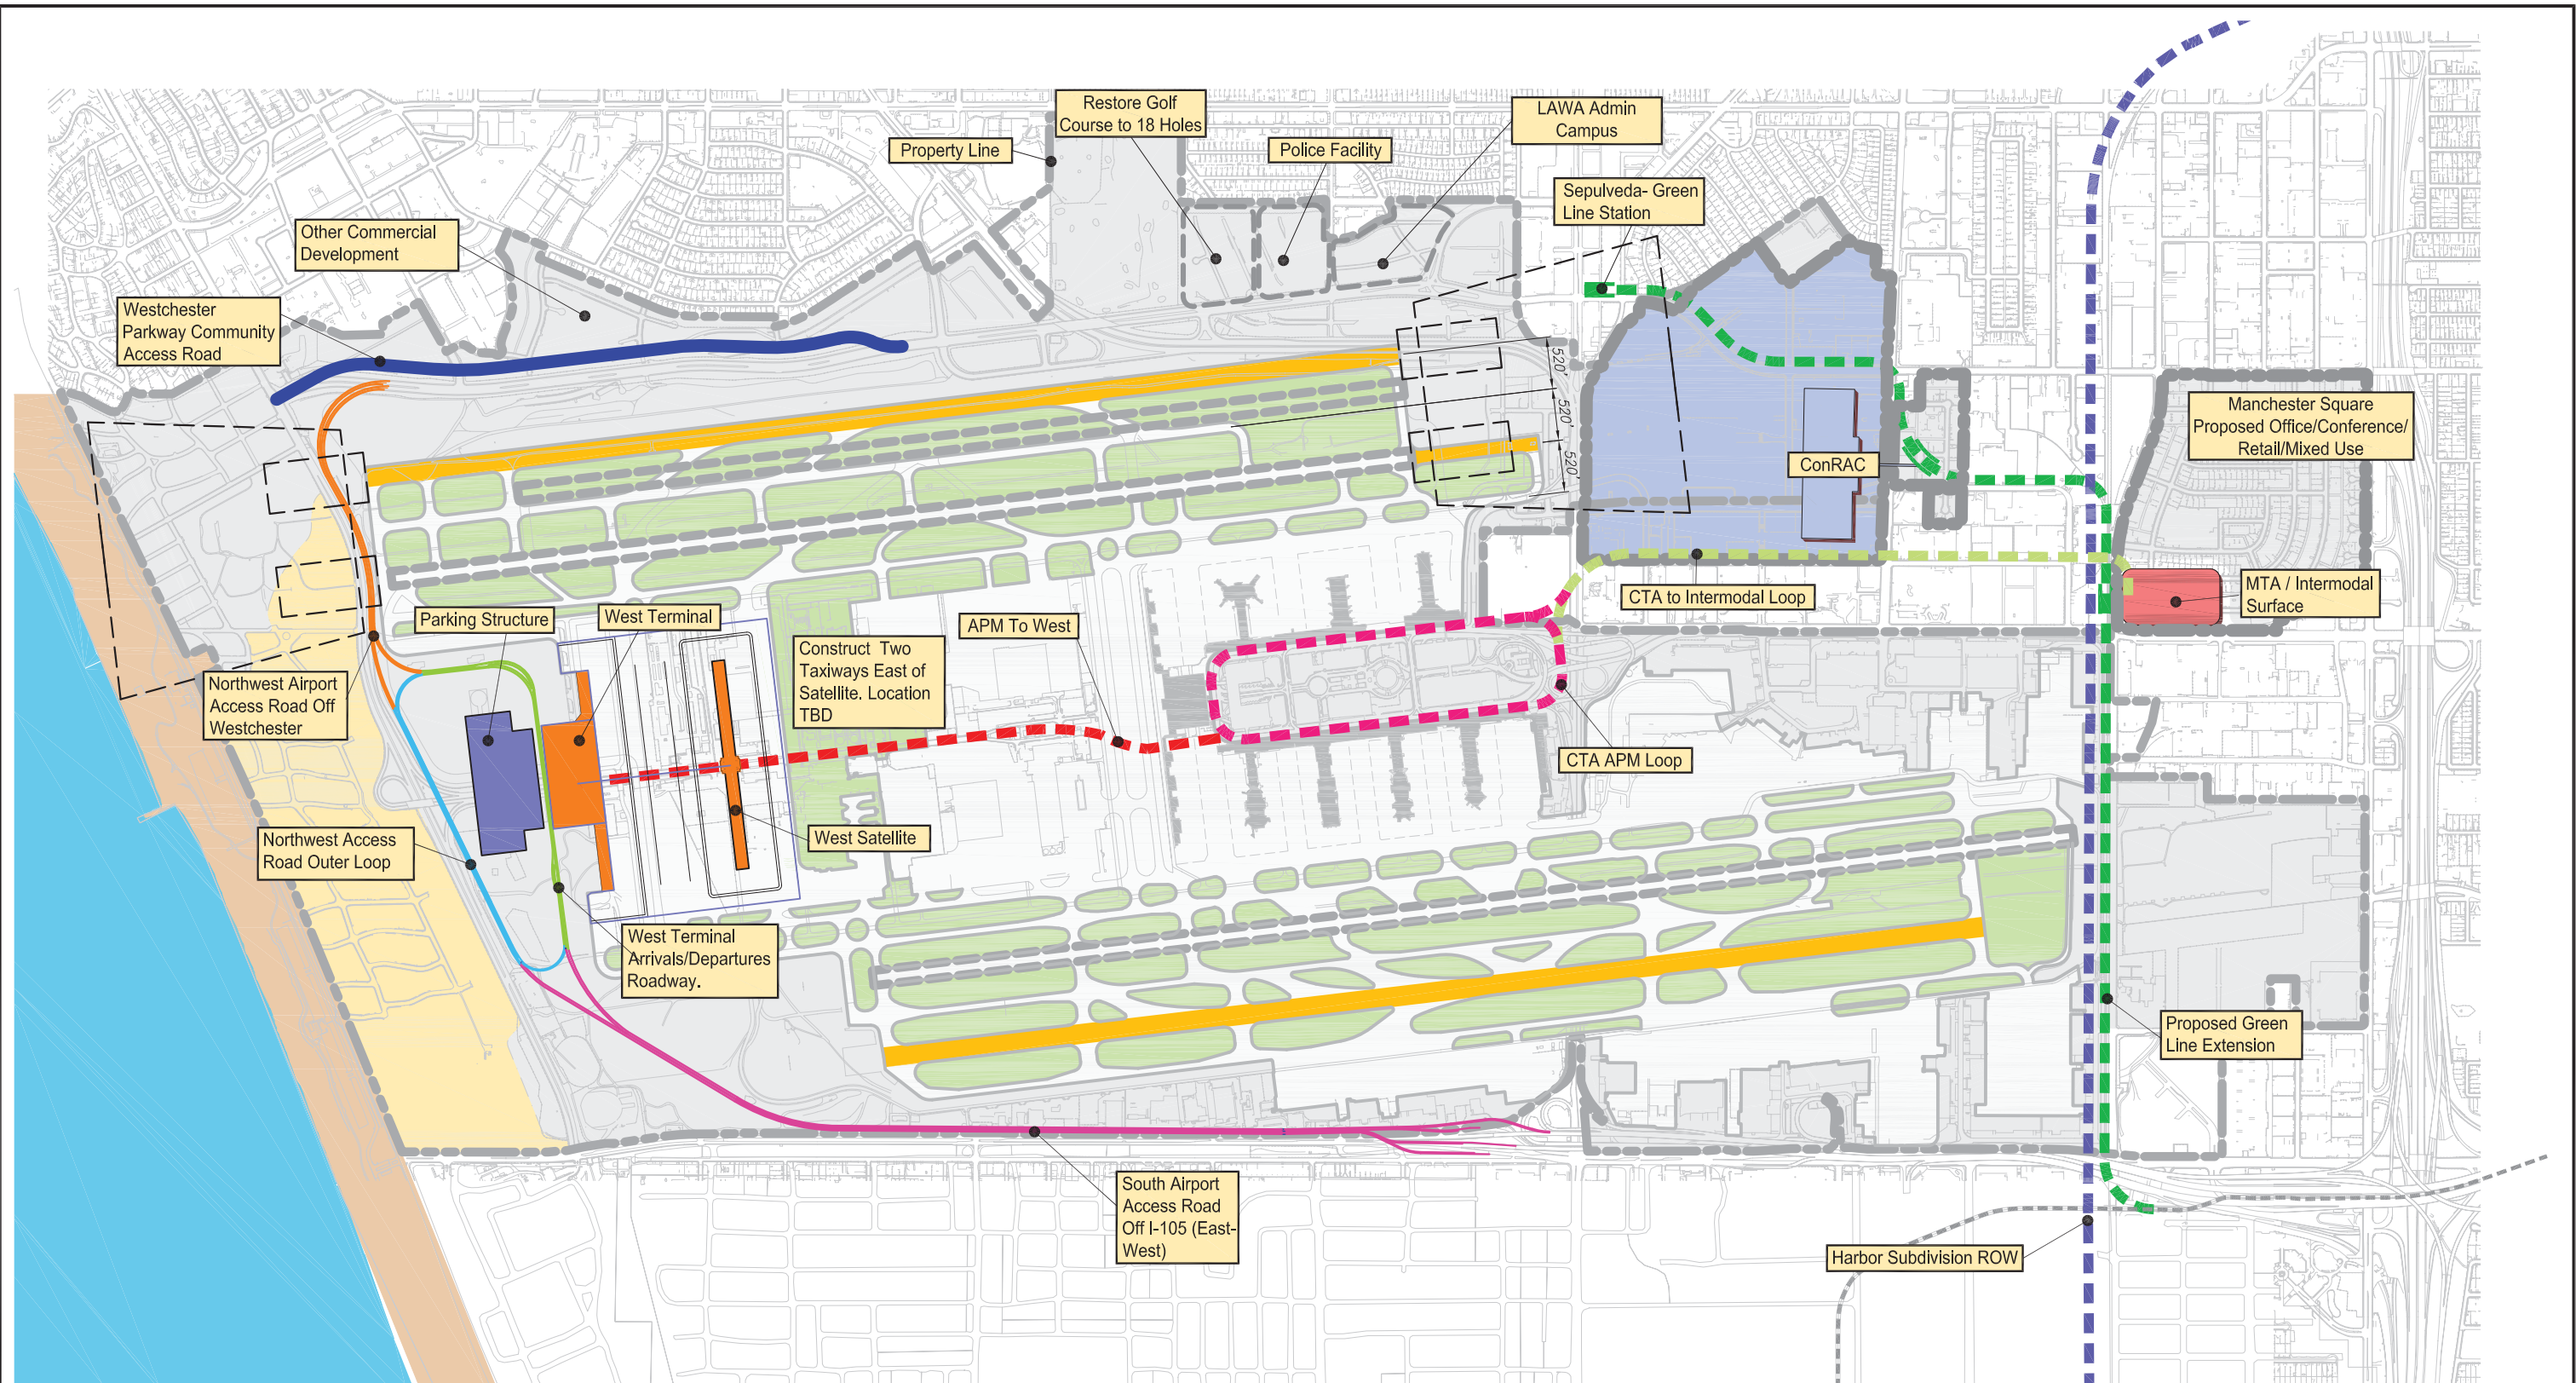 Restore Golf
Course to 18 Holes
LAWA Admin
Campus
Property Line
Police Facility
Sepulveda- Green
Line Station
Other Commercial
Development
Westchester
Parkway Community
Access Road
520'
520'
520'
Manchester Square
Proposed Office/Conference/
Retail/Mixed Use
ConRAC
MTA / Intermodal
Surface
CTA to Intermodal Loop
Parking Structure
West Terminal
APM To West
Construct Two
Taxiways East of
Satellite. Location
TBD
Northwest Airport
Access Road Off
Westchester
CTA APM Loop
West Satellite
Northwest Access
Road Outer Loop
West Terminal
Arrivals/Departures
Roadway.
Proposed Green
Line Extension
South Airport
Access Road
Off I-105 (East-
West)
Harbor Subdivision ROW